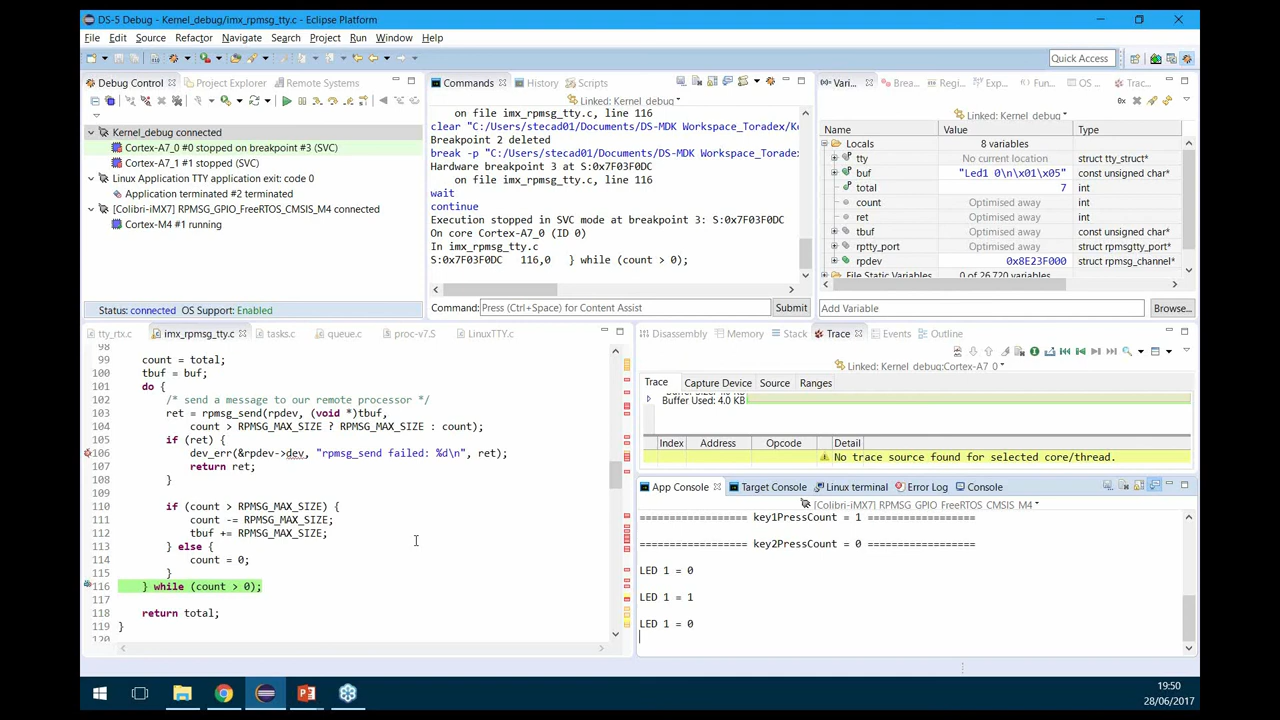 DS-5 Debug - Kernel_debug/imx_rpmsg_tty.c - Eclipse Platform
File Edit Source Refactor Navigate Search Project Run Window Help
Quick Access
Debug Control Project Explorer Remote Systems
Kernel_debug connected
Cortex-A7_0 #0 stopped on breakpoint #3 (SVC)
Cortex-A7_1 #1 stopped (SVC)
Linux Application TTY application exit: code 0
Application terminated #2 terminated
[Colibri-iMX7] RPMSG_GPIO_FreeRTOS_CMSIS_M4 connected
Cortex-M4 #1 running
Status: connected OS Support: Enabled
Commands History Scripts
Linked: Kernel_debug
on file imx_rpmsg_tty.c, line 116
clear "C:/Users/stecad01/Documents/DS-MDK Workspace_Toradex/Ke
Breakpoint 2 deleted
break -p "C:/Users/stecad01/Documents/DS-MDK Workspace_Toradex
Hardware breakpoint 3 at S:0x7F03F0DC
on file imx_rpmsg_tty.c, line 116
wait
continue
Execution stopped in SVC mode at breakpoint 3: S:0x7F03F0DC
On core Cortex-A7_0 (ID 0)
In imx_rpmsg_tty.c
S:0x7F03F0DC 116,0 } while (count > 0);
Command: Press (Ctrl+Space) for Content Assist Submit
Vari... Brea... Regi... Exp... Fun... OS ... Trac...
Linked: Kernel_debug
Name Value Type
Locals 8 variables
tty No current location struct tty_struct*
buf "Led1 0\n\x01\x05" const unsigned char*
total 7 int
count Optimised away int
ret Optimised away int
tbuf Optimised away const unsigned char*
rptty_port Optimised away struct rpmsgtty_port*
rpdev 0x8E23F000 struct rpmsg_channel*
File Static Variables 0 of 26,720 variables
Add Variable Browse...
tty_rtx.c imx_rpmsg_tty.c tasks.c queue.c proc-v7.S LinuxTTY.c
98
99 count = total;
100 tbuf = buf;
101 do {
102 /* send a message to our remote processor */
103 ret = rpmsg_send(rpdev, (void *)tbuf,
104 count > RPMSG_MAX_SIZE ? RPMSG_MAX_SIZE : count);
105 if (ret) {
106 dev_err(&rpdev->dev, "rpmsg_send failed: %d\n", ret);
107 return ret;
108 }
109
110 if (count > RPMSG_MAX_SIZE) {
111 count -= RPMSG_MAX_SIZE;
112 tbuf += RPMSG_MAX_SIZE;
113 } else {
114 count = 0;
115 }
116 } while (count > 0);
117
118 return total;
119 }
120
Disassembly Memory Stack Trace Events Outline
Linked: Kernel_debug:Cortex-A7_0
Trace Capture Device Source Ranges
Buffer Used: 4.0 KB
Index Address Opcode Detail
No trace source found for selected core/thread.
App Console Target Console Linux terminal Error Log Console
[Colibri-iMX7] RPMSG_GPIO_FreeRTOS_CMSIS_M4
================== key1PressCount = 1 ==================
================== key2PressCount = 0 ==================
LED 1 = 0
LED 1 = 1
LED 1 = 0
19:50
28/06/2017